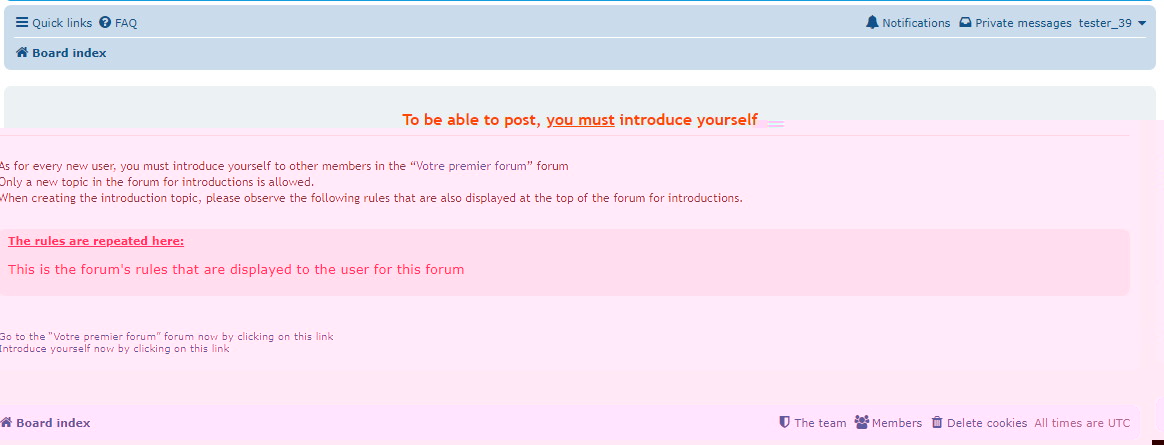 Quick links FAQ Notifications Private messages tester_39
Board index
To be able to post, you must introduce yourself
As for every new user, you must introduce yourself to other members in the “Votre premier forum” forum
Only a new topic in the forum for introductions is allowed.
When creating the introduction topic, please observe the following rules that are also displayed at the top of the forum for introductions.
The rules are repeated here:
This is the forum's rules that are displayed to the user for this forum
Go to the “Votre premier forum” forum now by clicking on this link
Introduce yourself now by clicking on this link
Board index The team Members Delete cookies All times are UTC